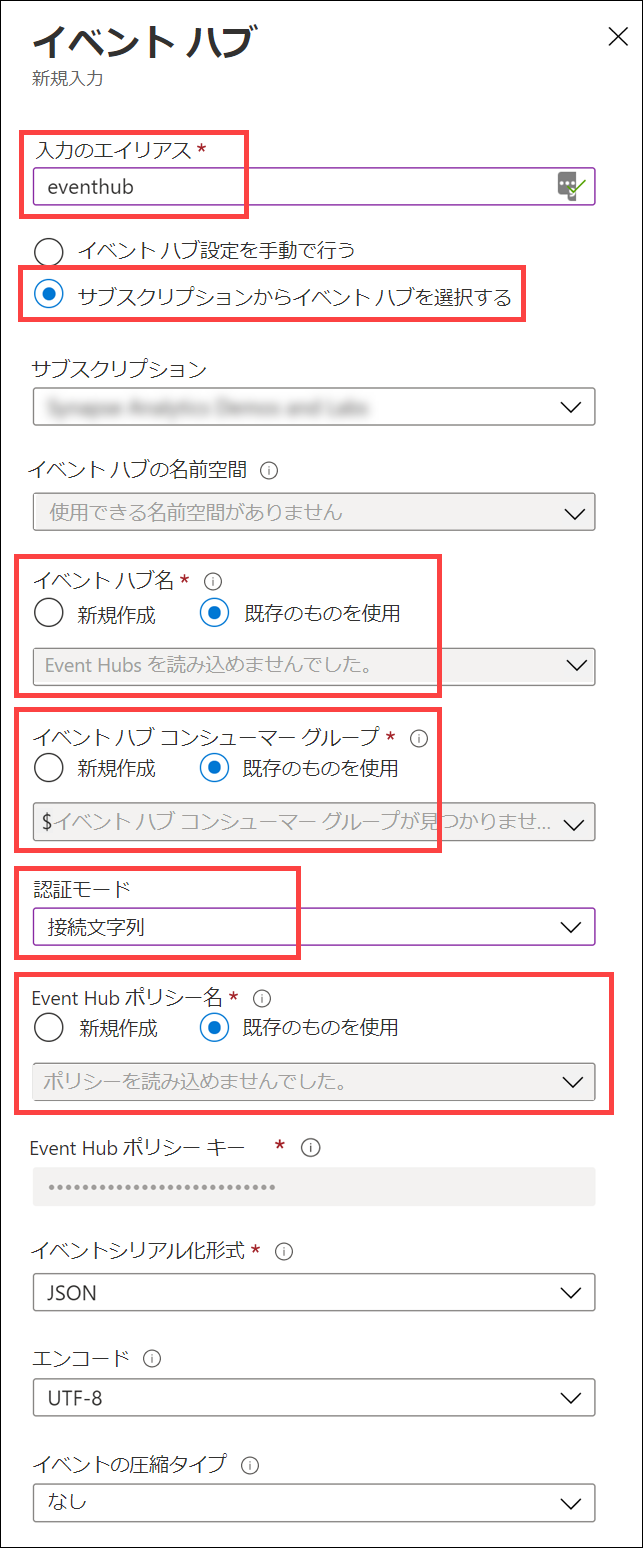 イベント ハブ
新規入力
入力のエイリアス *
eventhub
イベント ハブ設定を手動で行う
サブスクリプションからイベント ハブを選択する
サブスクリプション
Synapse Analytics Demos and Labs
イベント ハブの名前空間
使用できる名前空間がありません
イベント ハブ名 *
新規作成 既存のものを使用
Event Hubs を読み込めませんでした。
イベント ハブ コンシューマー グループ *
新規作成 既存のものを使用
$イベント ハブ コンシューマー グループが見つかりませ...
認証モード
接続文字列
Event Hub ポリシー名 *
新規作成 既存のものを使用
ポリシーを読み込めませんでした。
Event Hub ポリシー キー *
••••••••••••••••••••••••••••
イベントシリアル化形式 *
JSON
エンコード
UTF-8
イベントの圧縮タイプ
なし